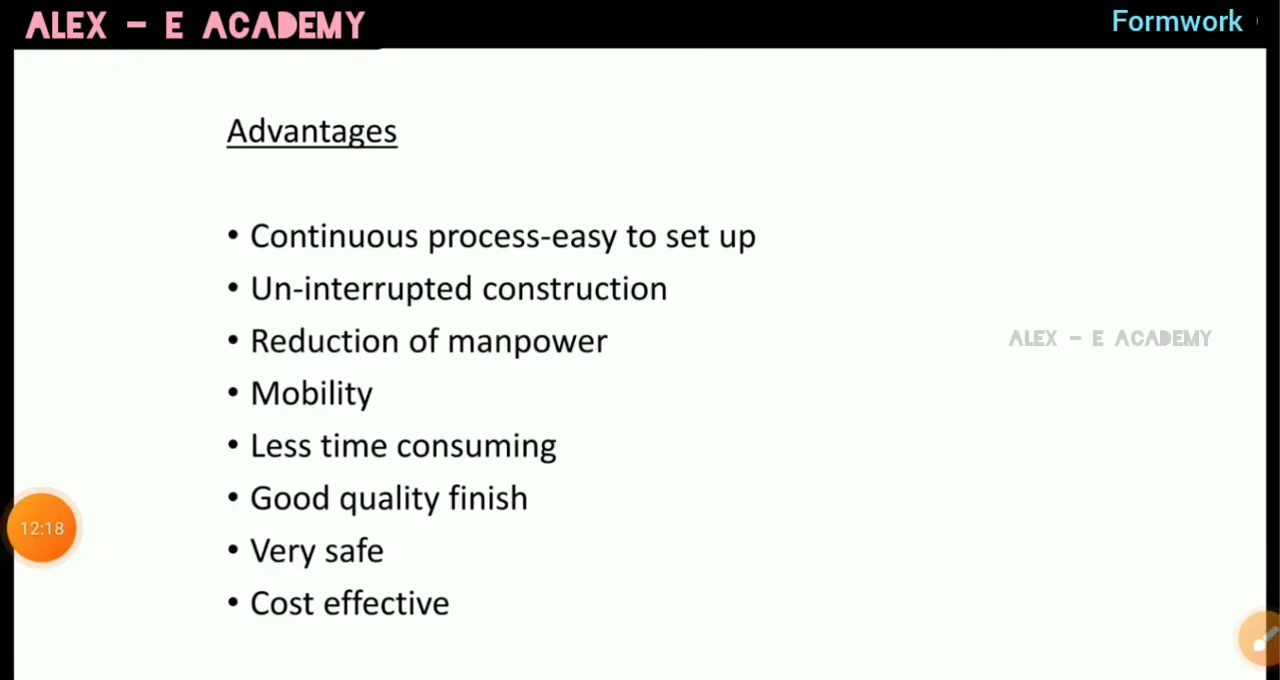 ALEX - E ACADEMY
Formwork
Advantages
• Continuous process-easy to set up
• Un-interrupted construction
• Reduction of manpower
ALEX - E ACADEMY
• Mobility
• Less time consuming
• Good quality finish
12:18
• Very safe
• Cost effective